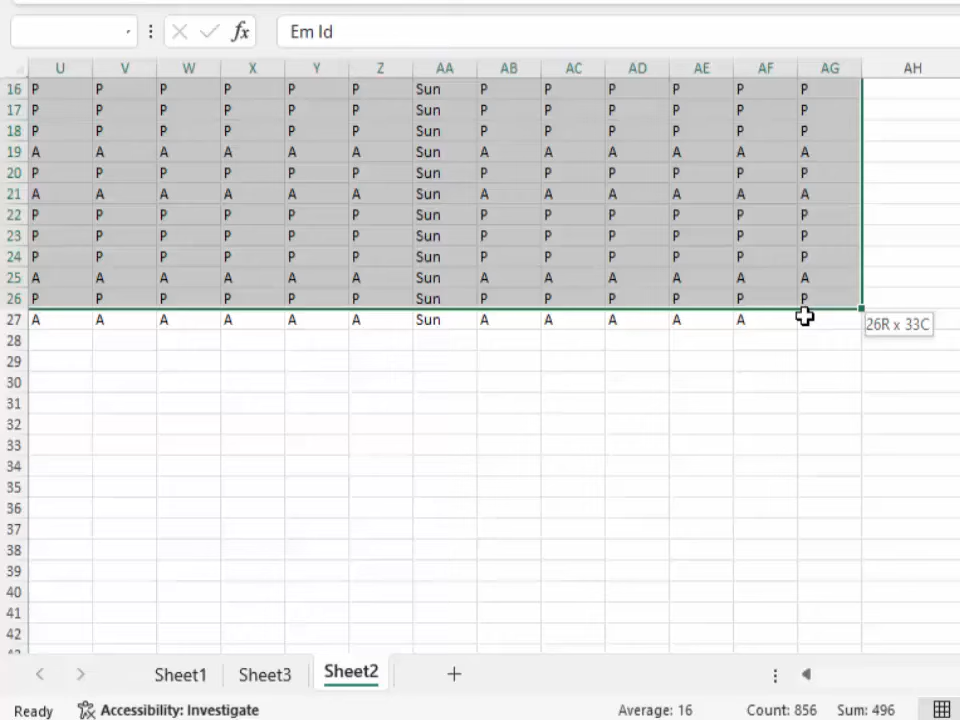 fx Em Id
U V W X Y Z AA AB AC AD AE AF AG AH
16 P P P P P P Sun P P P P P P
17 P P P P P P Sun P P P P P P
18 P P P P P P Sun P P P P P P
19 A A A A A A Sun A A A A A A
20 P P P P P P Sun P P P P P P
21 A A A A A A Sun A A A A A A
22 P P P P P P Sun P P P P P P
23 P P P P P P Sun P P P P P P
24 P P P P P P Sun P P P P P P
25 A A A A A A Sun A A A A A A
26 P P P P P P Sun P P P P P P
27 A A A A A A Sun A A A A A 26R x 33C
28
29
30
31
32
33
34
35
36
37
38
39
40
41
42
Sheet1 Sheet3 Sheet2 +
Ready Accessibility: Investigate Average: 16 Count: 856 Sum: 496